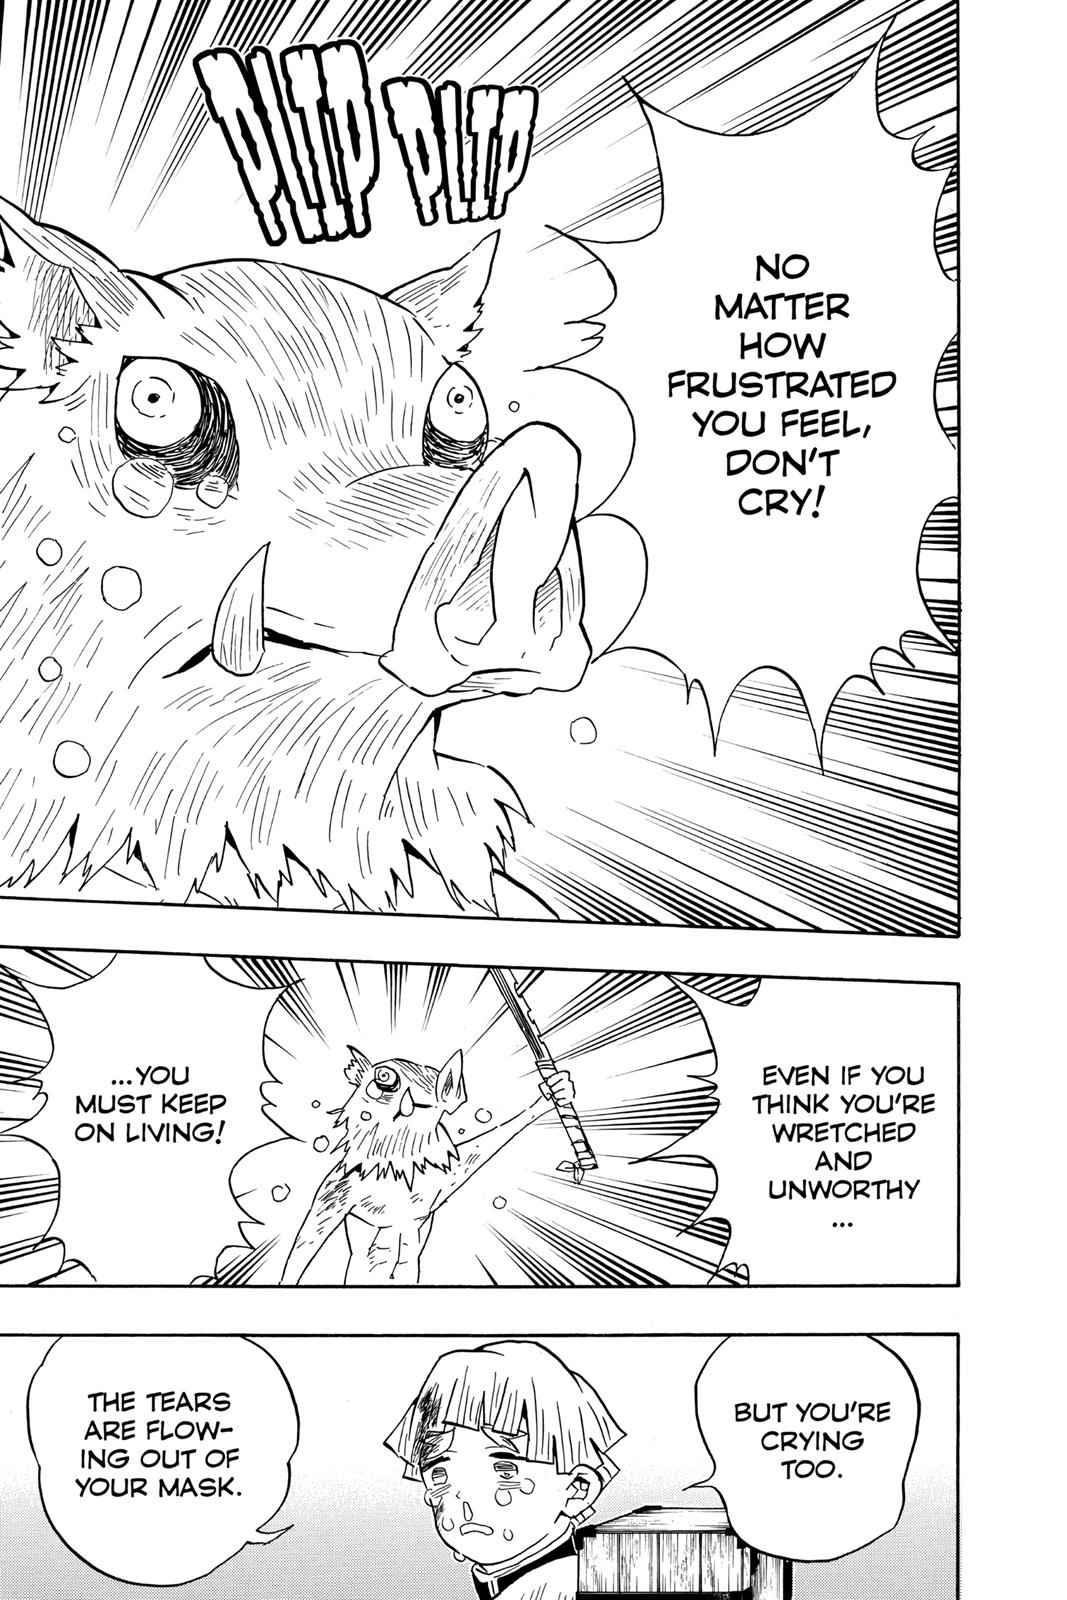 PLIP PLIP
NO
MATTER
HOW
FRUSTRATED
YOU FEEL,
DON'T
CRY!
EVEN IF YOU
THINK YOU'RE
WRETCHED
AND
UNWORTHY
...
...YOU
MUST KEEP
ON LIVING!
BUT YOU'RE
CRYING
TOO.
THE TEARS
ARE FLOW-
ING OUT OF
YOUR MASK.